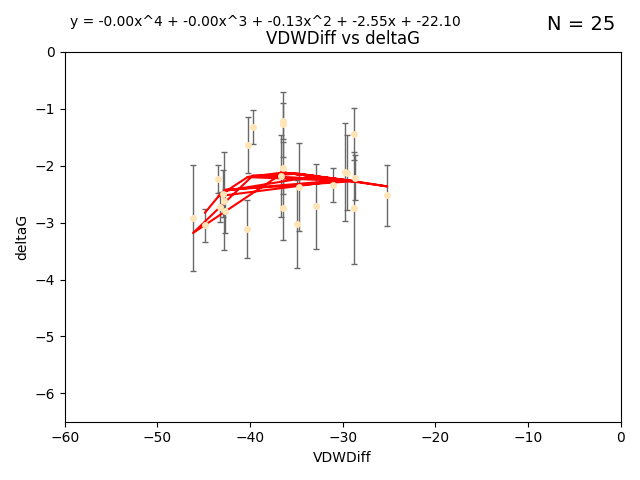 y = -0.00x^4 + -0.00x^3 + -0.13x^2 + -2.55x + -22.10
N = 25
VDWDiff vs deltaG
0
−1
−2
−3
−4
−5
−6
deltaG
−60 −50 −40 −30 −20 −10 0
VDWDiff